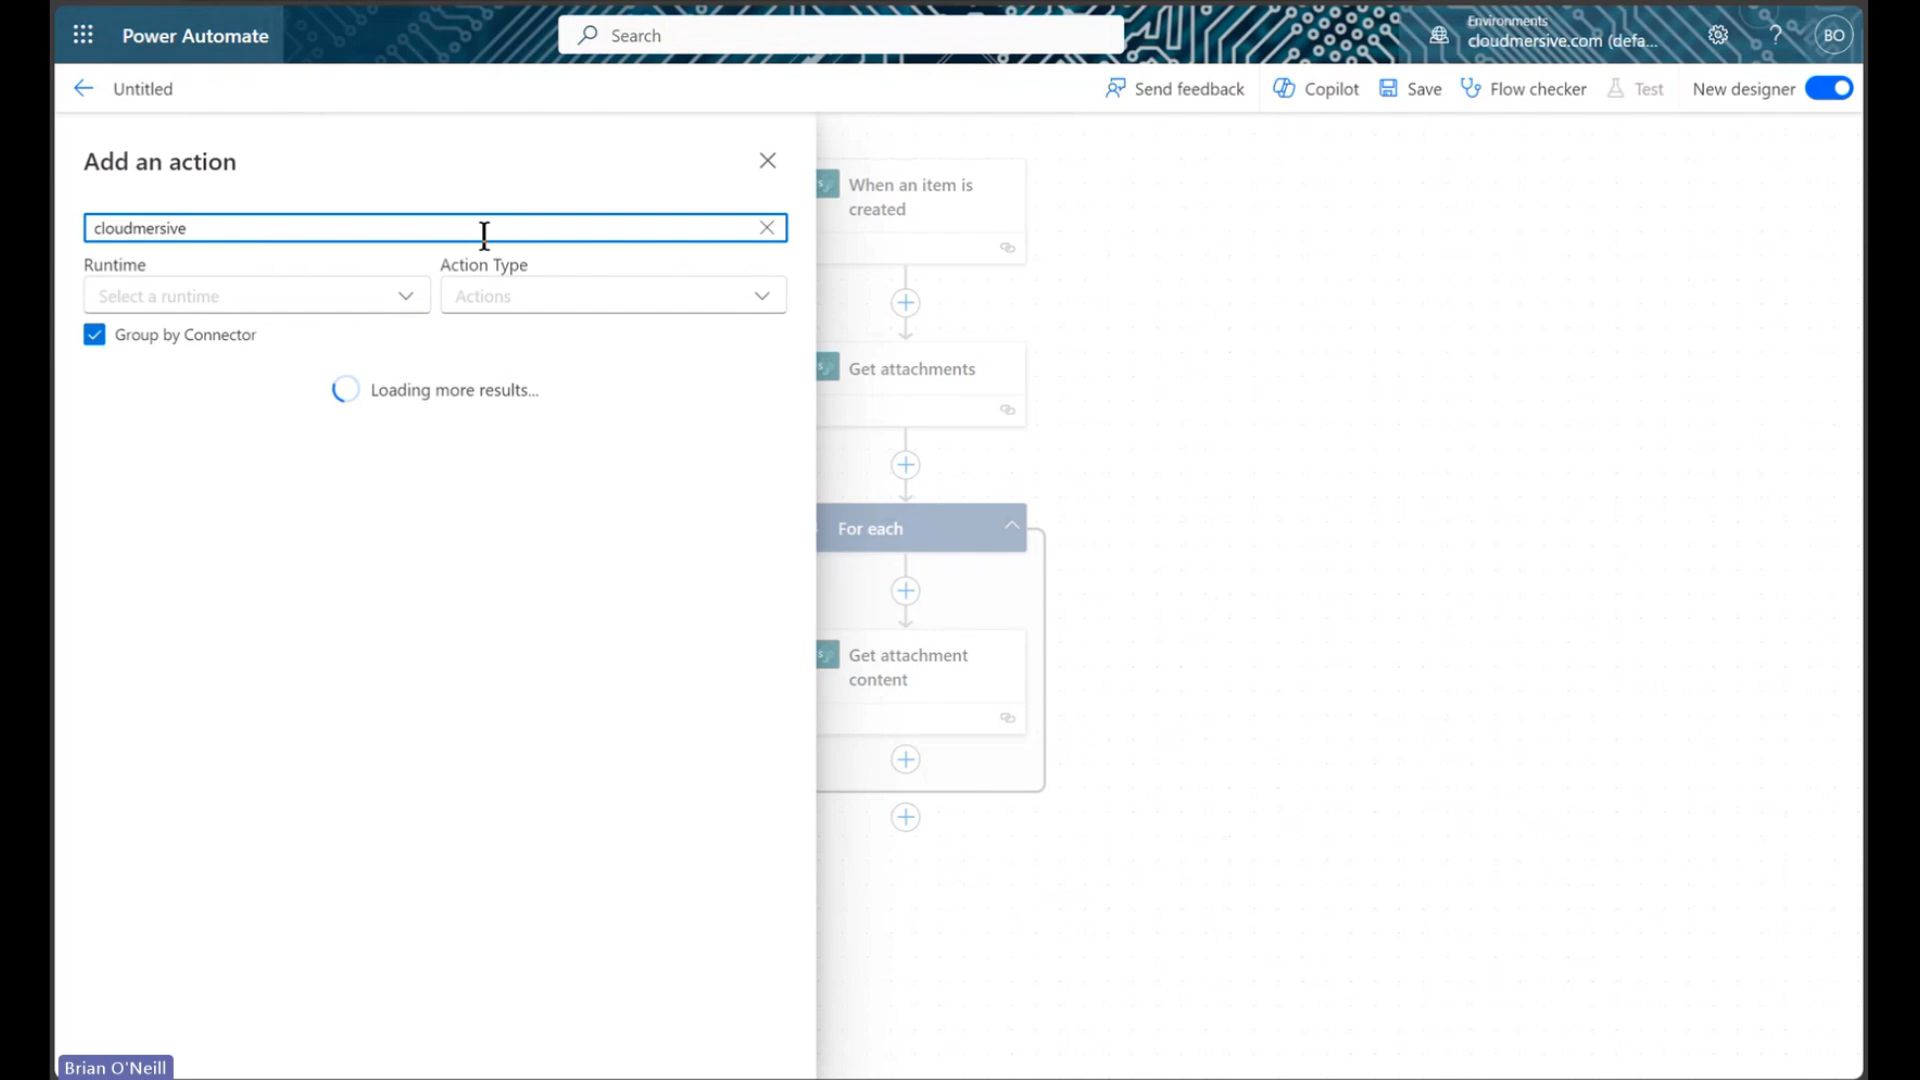 Power Automate
Search
Environments
cloudmersive.com (defa...
?
BO
Untitled
Send feedback
Copilot
Save
Flow checker
Test
New designer
Add an action
cloudmersive
Runtime
Action Type
Select a runtime
Actions
Group by Connector
Loading more results...
When an item is
created
Get attachments
For each
Get attachment
content
Brian O'Neill